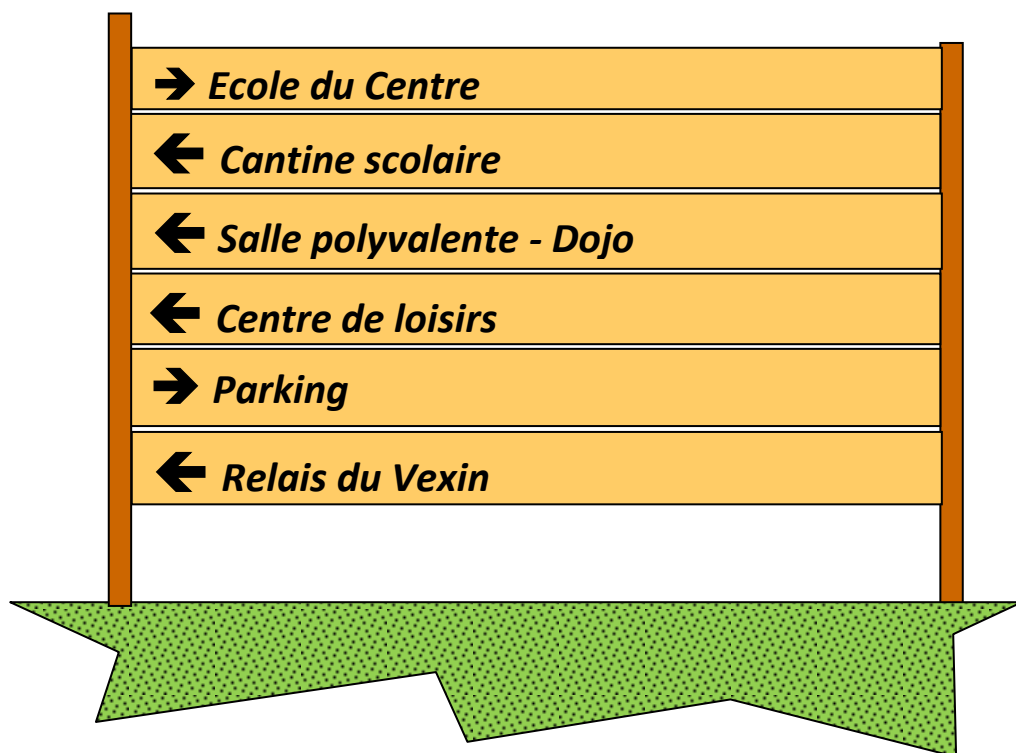 → Ecole du Centre
← Cantine scolaire
← Salle polyvalente - Dojo
← Centre de loisirs
→ Parking
← Relais du Vexin